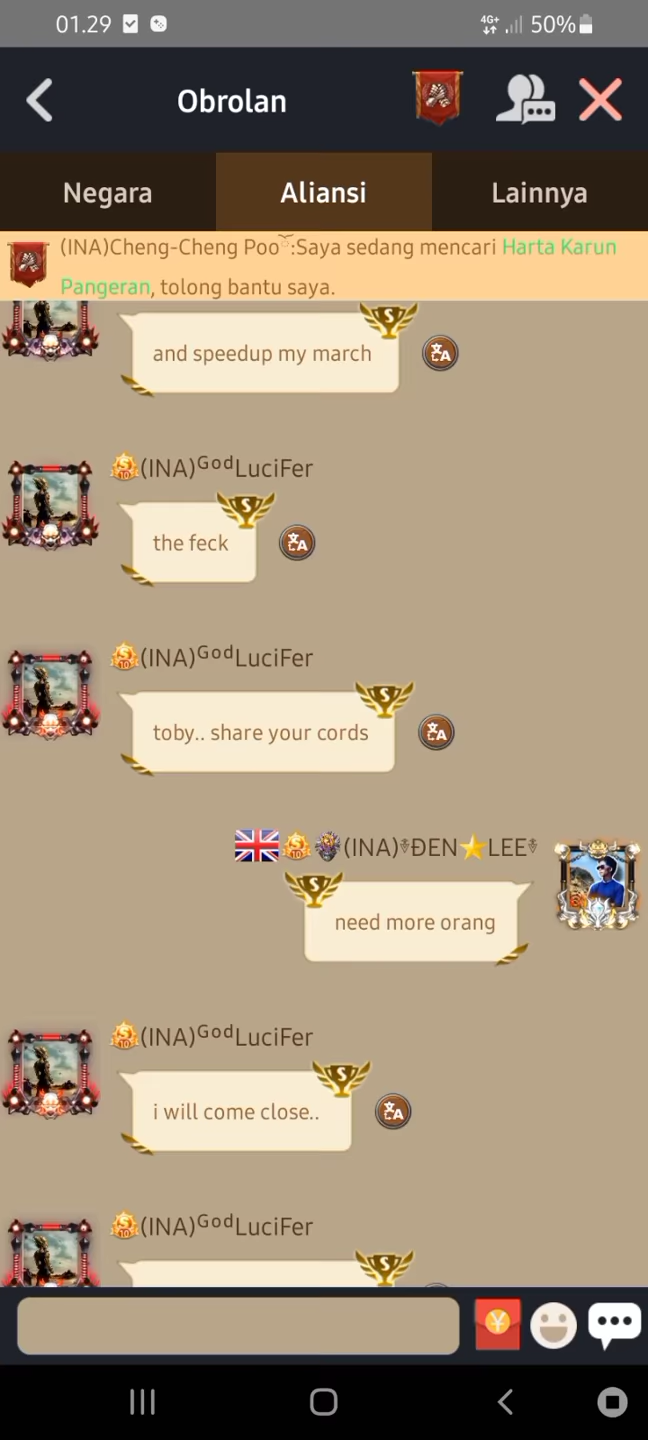 01.29
4G+
50%
Obrolan
Negara
Aliansi
Lainnya
(INA)Cheng-Cheng Poo:Saya sedang mencari Harta Karun
Pangeran, tolong bantu saya.
and speedup my march
(INA)ᴳᵒᵈLuciFer
the feck
(INA)ᴳᵒᵈLuciFer
toby.. share your cords
(INA)⚜ĐEN⭐LEE⚜
need more orang
(INA)ᴳᵒᵈLuciFer
i will come close..
(INA)ᴳᵒᵈLuciFer